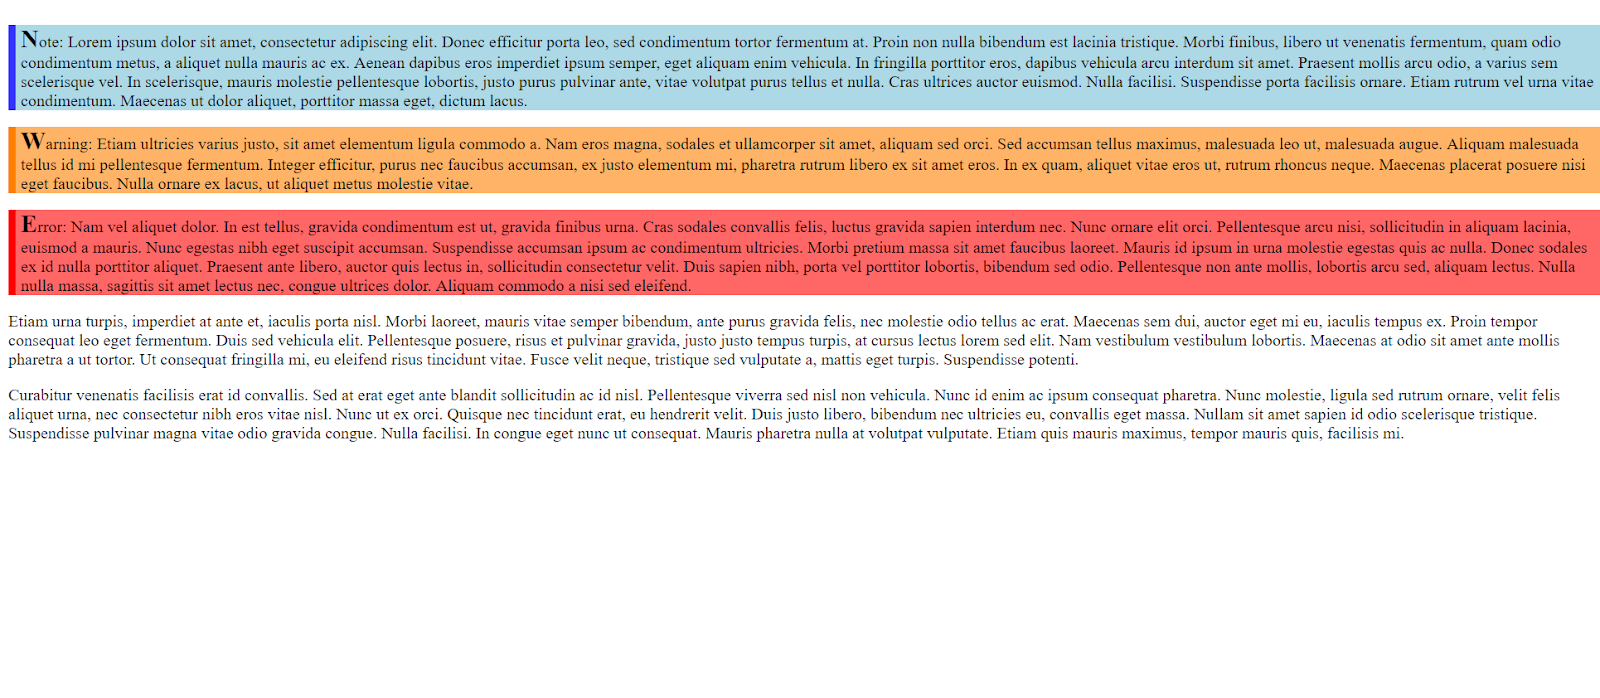 Note: Lorem ipsum dolor sit amet, consectetur adipiscing elit. Donec efficitur porta leo, sed condimentum tortor fermentum at. Proin non nulla bibendum est lacinia tristique. Morbi finibus, libero ut venenatis fermentum, quam odio
condimentum metus, a aliquet nulla mauris ac ex. Aenean dapibus eros imperdiet ipsum semper, eget aliquam enim vehicula. In fringilla porttitor eros, dapibus vehicula arcu interdum sit amet. Praesent mollis arcu odio, a varius sem
scelerisque vel. In scelerisque, mauris molestie pellentesque lobortis, justo purus pulvinar ante, vitae volutpat purus tellus et nulla. Cras ultrices auctor euismod. Nulla facilisi. Suspendisse porta facilisis ornare. Etiam rutrum vel urna vitae
condimentum. Maecenas ut dolor aliquet, porttitor massa eget, dictum lacus.
Warning: Etiam ultricies varius justo, sit amet elementum ligula commodo a. Nam eros magna, sodales et ullamcorper sit amet, aliquam sed orci. Sed accumsan tellus maximus, malesuada leo ut, malesuada augue. Aliquam malesuada
tellus id mi pellentesque fermentum. Integer efficitur, purus nec faucibus accumsan, ex justo elementum mi, pharetra rutrum libero ex sit amet eros. In ex quam, aliquet vitae eros ut, rutrum rhoncus neque. Maecenas placerat posuere nisi
eget faucibus. Nulla ornare ex lacus, ut aliquet metus molestie vitae.
Error: Nam vel aliquet dolor. In est tellus, gravida condimentum est ut, gravida finibus urna. Cras sodales convallis felis, luctus gravida sapien interdum nec. Nunc ornare elit orci. Pellentesque arcu nisi, sollicitudin in aliquam lacinia,
euismod a mauris. Nunc egestas nibh eget suscipit accumsan. Suspendisse accumsan ipsum ac condimentum ultricies. Morbi pretium massa sit amet faucibus laoreet. Mauris id ipsum in urna molestie egestas quis ac nulla. Donec sodales
ex id nulla porttitor aliquet. Praesent ante libero, auctor quis lectus in, sollicitudin consectetur velit. Duis sapien nibh, porta vel porttitor lobortis, bibendum sed odio. Pellentesque non ante mollis, lobortis arcu sed, aliquam lectus. Nulla
nulla massa, sagittis sit amet lectus nec, congue ultrices dolor. Aliquam commodo a nisi sed eleifend.
Etiam urna turpis, imperdiet at ante et, iaculis porta nisl. Morbi laoreet, mauris vitae semper bibendum, ante purus gravida felis, nec molestie odio tellus ac erat. Maecenas sem dui, auctor eget mi eu, iaculis tempus ex. Proin tempor
consequat leo eget fermentum. Duis sed vehicula elit. Pellentesque posuere, risus et pulvinar gravida, justo justo tempus turpis, at cursus lectus lorem sed elit. Nam vestibulum vestibulum lobortis. Maecenas at odio sit amet ante mollis
pharetra a ut tortor. Ut consequat fringilla mi, eu eleifend risus tincidunt vitae. Fusce velit neque, tristique sed vulputate a, mattis eget turpis. Suspendisse potenti.
Curabitur venenatis facilisis erat id convallis. Sed at erat eget ante blandit sollicitudin ac id nisl. Pellentesque viverra sed nisl non vehicula. Nunc id enim ac ipsum consequat pharetra. Nunc molestie, ligula sed rutrum ornare, velit felis
aliquet urna, nec consectetur nibh eros vitae nisl. Nunc ut ex orci. Quisque nec tincidunt erat, eu hendrerit velit. Duis justo libero, bibendum nec ultricies eu, convallis eget massa. Nullam sit amet sapien id odio scelerisque tristique.
Suspendisse pulvinar magna vitae odio gravida congue. Nulla facilisi. In congue eget nunc ut consequat. Mauris pharetra nulla at volutpat vulputate. Etiam quis mauris maximus, tempor mauris quis, facilisis mi.